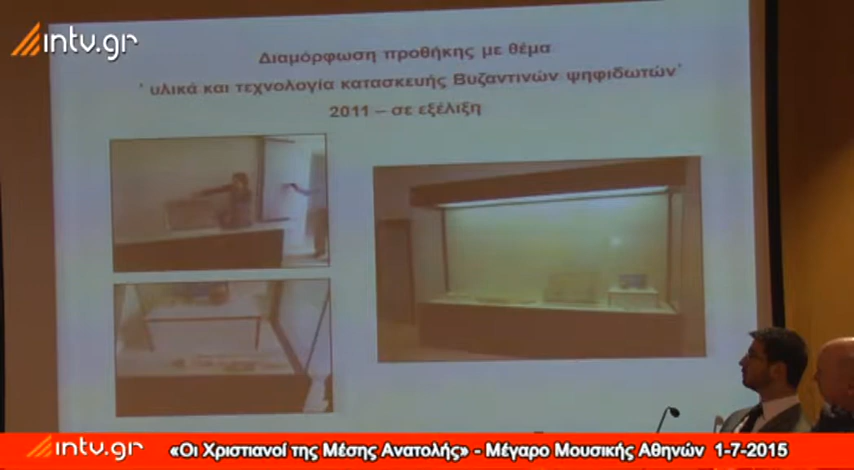 intv.gr
Διαμόρφωση προθήκης με θέμα
' υλικά και τεχνολογία κατασκευής Βυζαντινών ψηφιδωτών'
2011 – σε εξέλιξη
intv.gr «Οι Χριστιανοί της Μέσης Ανατολής» - Μέγαρο Μουσικής Αθηνών 1-7-2015